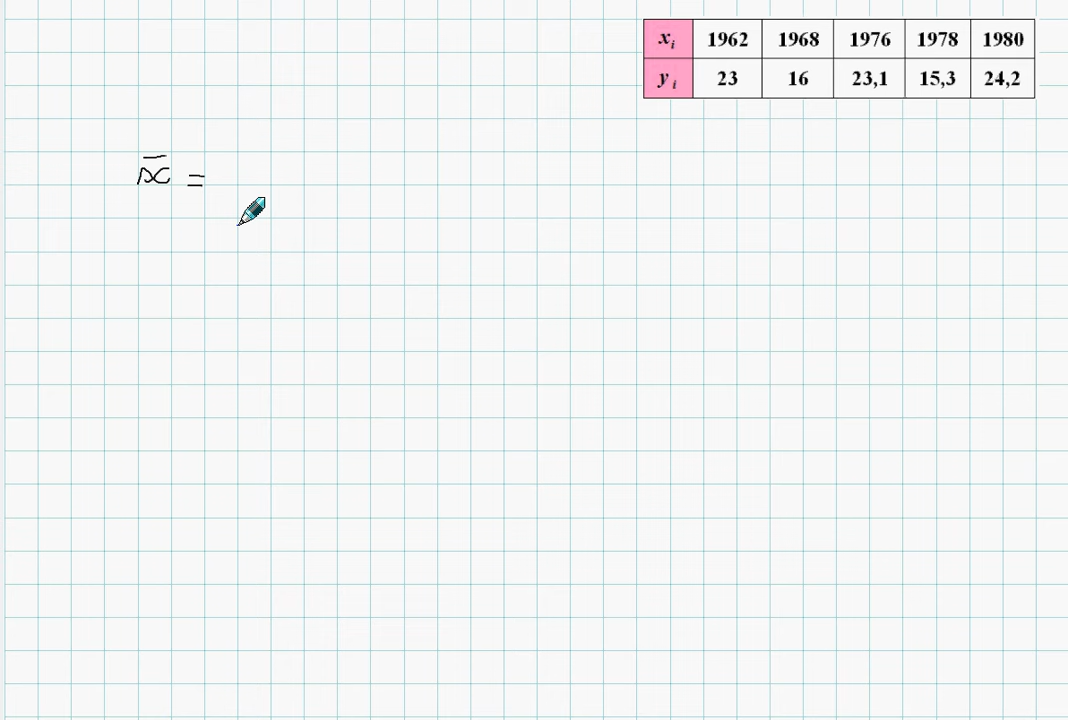 xᵢ 1962 1968 1976 1978 1980
yᵢ 23 16 23,1 15,3 24,2
x̄ =